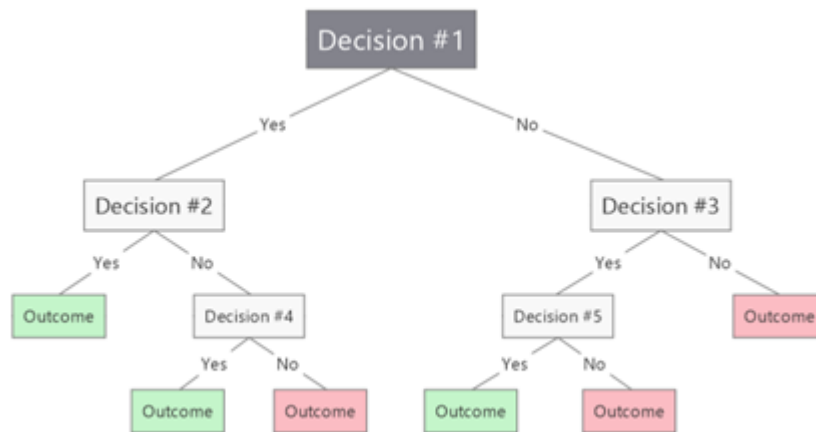 Decision #1
Yes
No
Decision #2
Decision #3
Yes
No
Yes
No
Outcome
Decision #4
Decision #5
Outcome
Yes
No
Yes
No
Outcome
Outcome
Outcome
Outcome